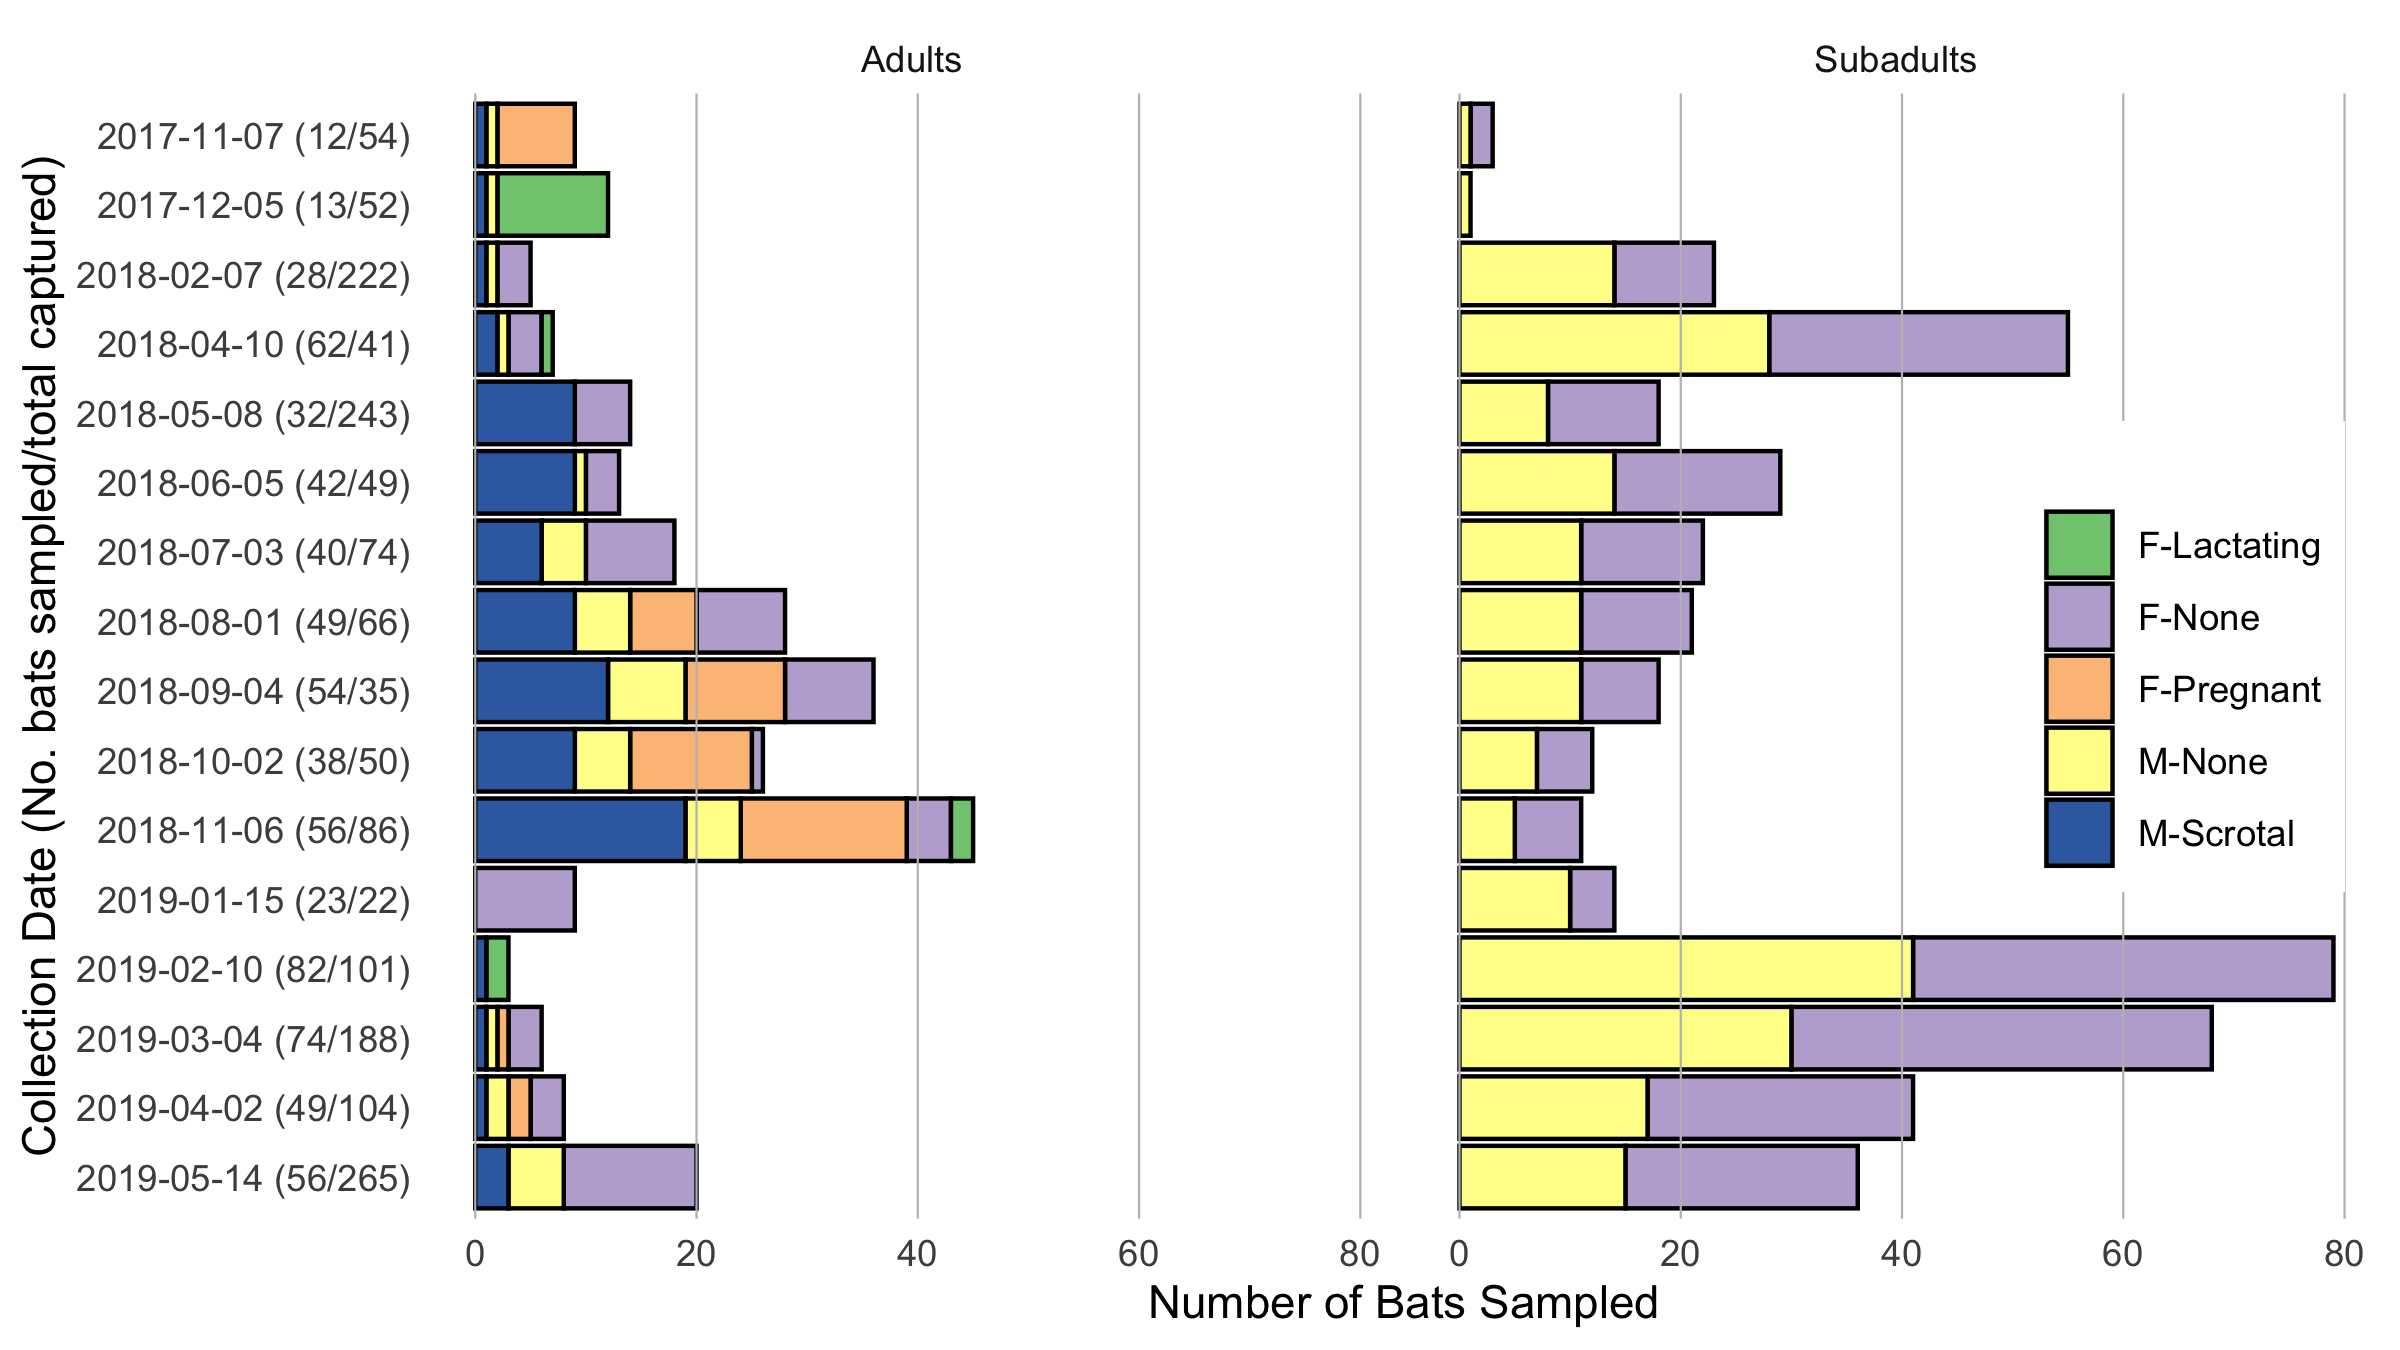 Adults
Subadults
Collection Date (No. bats sampled/total captured)
2017-11-07 (12/54)
2017-12-05 (13/52)
2018-02-07 (28/222)
2018-04-10 (62/41)
2018-05-08 (32/243)
2018-06-05 (42/49)
2018-07-03 (40/74)
2018-08-01 (49/66)
2018-09-04 (54/35)
2018-10-02 (38/50)
2018-11-06 (56/86)
2019-01-15 (23/22)
2019-02-10 (82/101)
2019-03-04 (74/188)
2019-04-02 (49/104)
2019-05-14 (56/265)
F-Lactating
F-None
F-Pregnant
M-None
M-Scrotal
0 20 40 60 80 0 20 40 60 80
Number of Bats Sampled